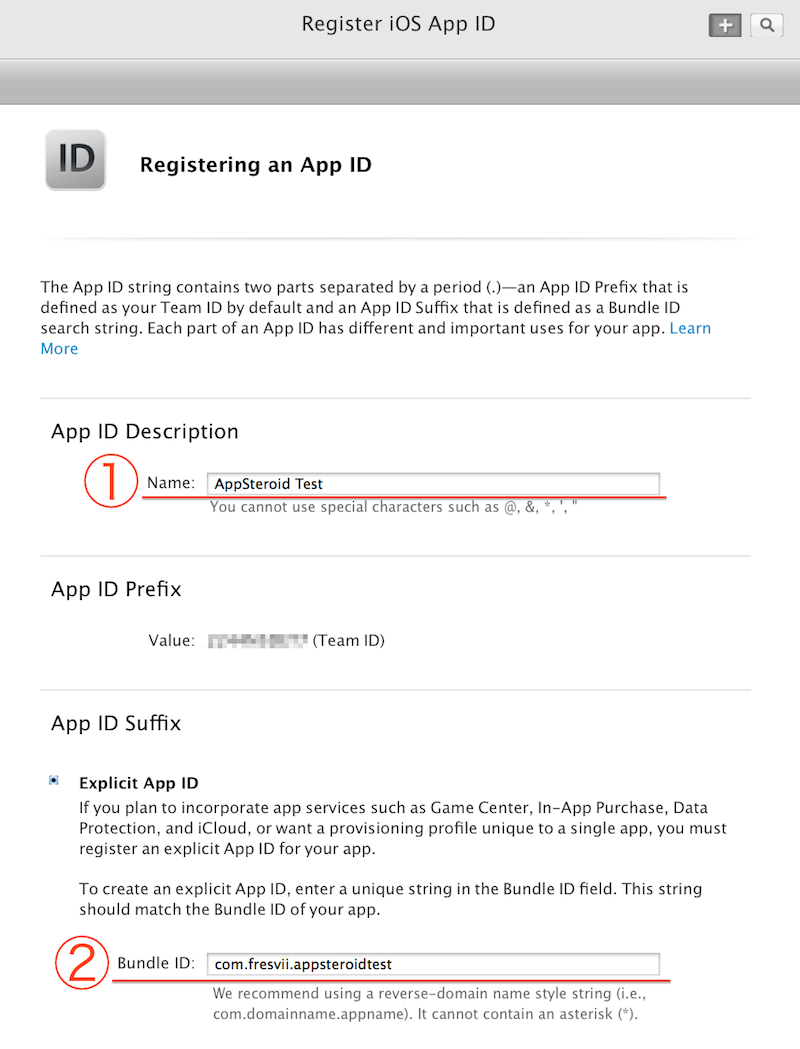 Register iOS App ID
ID
Registering an App ID
The App ID string contains two parts separated by a period (.)—an App ID Prefix that is
defined as your Team ID by default and an App ID Suffix that is defined as a Bundle ID
search string. Each part of an App ID has different and important uses for your app. Learn
More
App ID Description
1 Name: AppSteroid Test
You cannot use special characters such as @, &, *, ', "
App ID Prefix
Value: (Team ID)
App ID Suffix
Explicit App ID
If you plan to incorporate app services such as Game Center, In-App Purchase, Data
Protection, and iCloud, or want a provisioning profile unique to a single app, you must
register an explicit App ID for your app.
To create an explicit App ID, enter a unique string in the Bundle ID field. This string
should match the Bundle ID of your app.
2 Bundle ID: com.fresvii.appsteroidtest
We recommend using a reverse-domain name style string (i.e.,
com.domainname.appname). It cannot contain an asterisk (*).